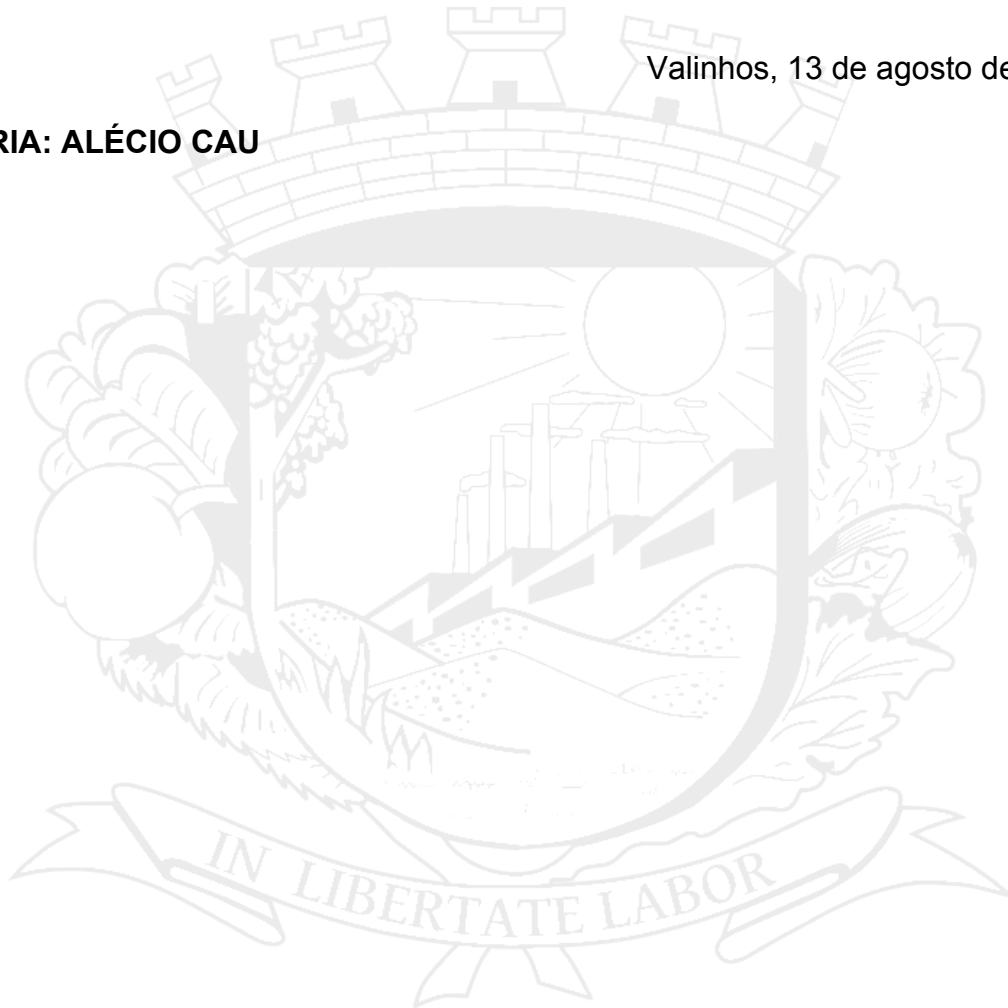 Valinhos, 13 de agosto de
RIA: ALÉCIO CAU
IN LIBERTATE LABOR